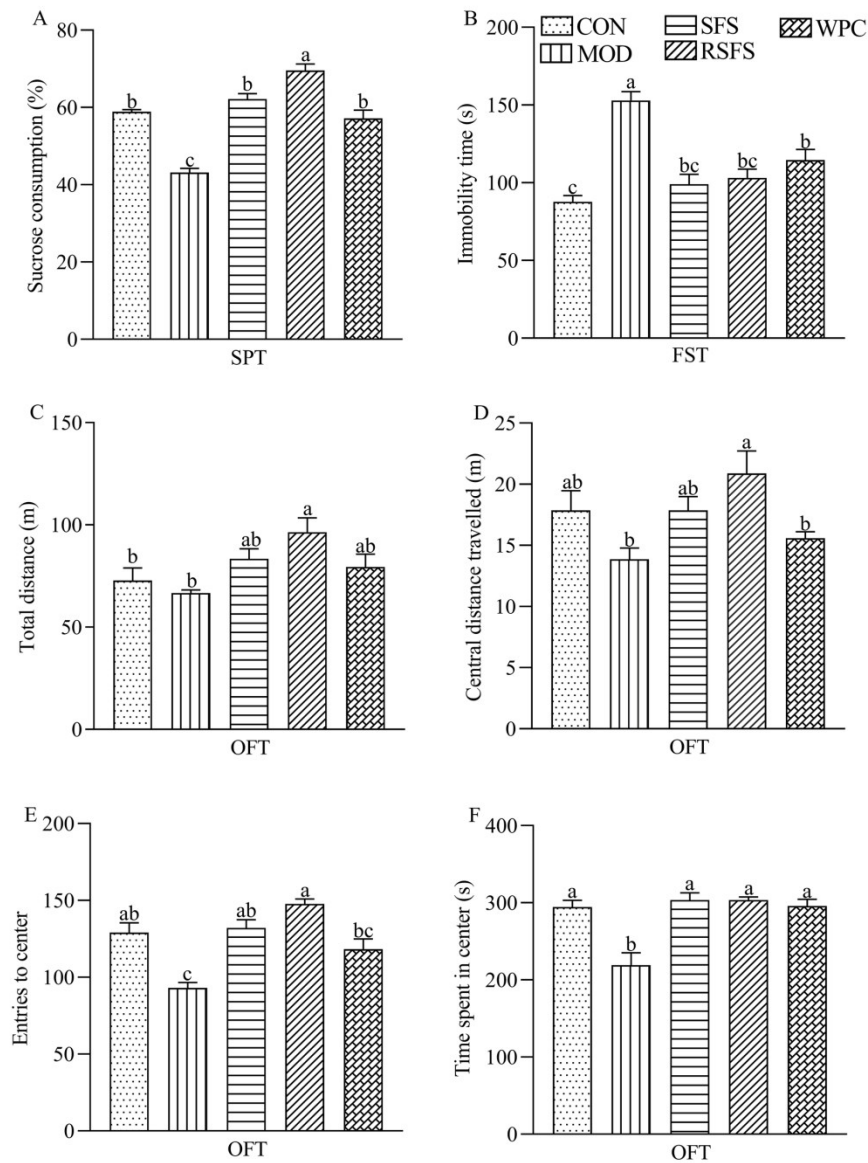 A
Sucrose consumption (%)
80
60
40
20
0
b
c
b
a
b
SPT
B
CON
SFS
WPC
MOD
RSFS
Immobility time (s)
200
150
100
50
0
c
a
bc
bc
b
FST
C
Total distance (m)
150
100
50
0
b
b
ab
a
ab
OFT
D
Central distance travelled (m)
25
20
15
10
5
0
ab
b
ab
a
b
OFT
E
Entries to center
200
150
100
50
0
ab
c
ab
a
bc
OFT
F
Time spent in center (s)
400
300
200
100
0
a
b
a
a
a
OFT